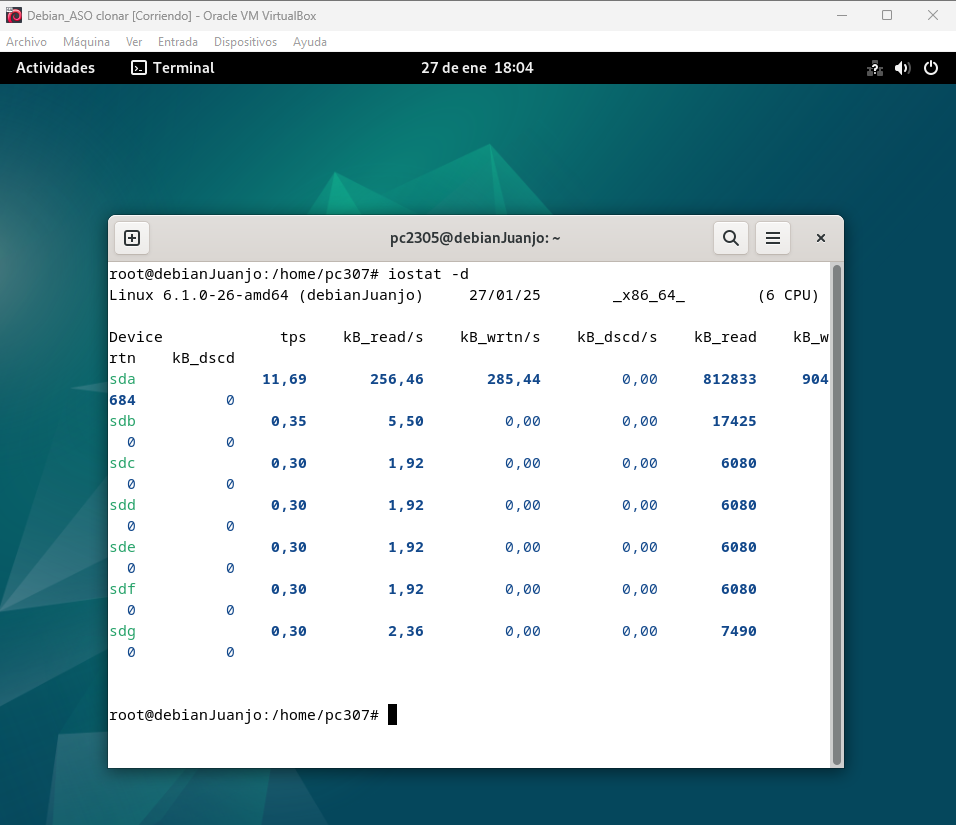 Debian_ASO clonar [Corriendo] - Oracle VM VirtualBox
Archivo Máquina Ver Entrada Dispositivos Ayuda
Actividades Terminal 27 de ene 18:04
pc2305@debianJuanjo: ~
root@debianJuanjo:/home/pc307# iostat -d
Linux 6.1.0-26-amd64 (debianJuanjo) 27/01/25 _x86_64_ (6 CPU)
Device tps kB_read/s kB_wrtn/s kB_dscd/s kB_read kB_w
rtn kB_dscd
sda 11,69 256,46 285,44 0,00 812833 904
684 0
sdb 0,35 5,50 0,00 0,00 17425
0 0
sdc 0,30 1,92 0,00 0,00 6080
0 0
sdd 0,30 1,92 0,00 0,00 6080
0 0
sde 0,30 1,92 0,00 0,00 6080
0 0
sdf 0,30 1,92 0,00 0,00 6080
0 0
sdg 0,30 2,36 0,00 0,00 7490
0 0
root@debianJuanjo:/home/pc307#